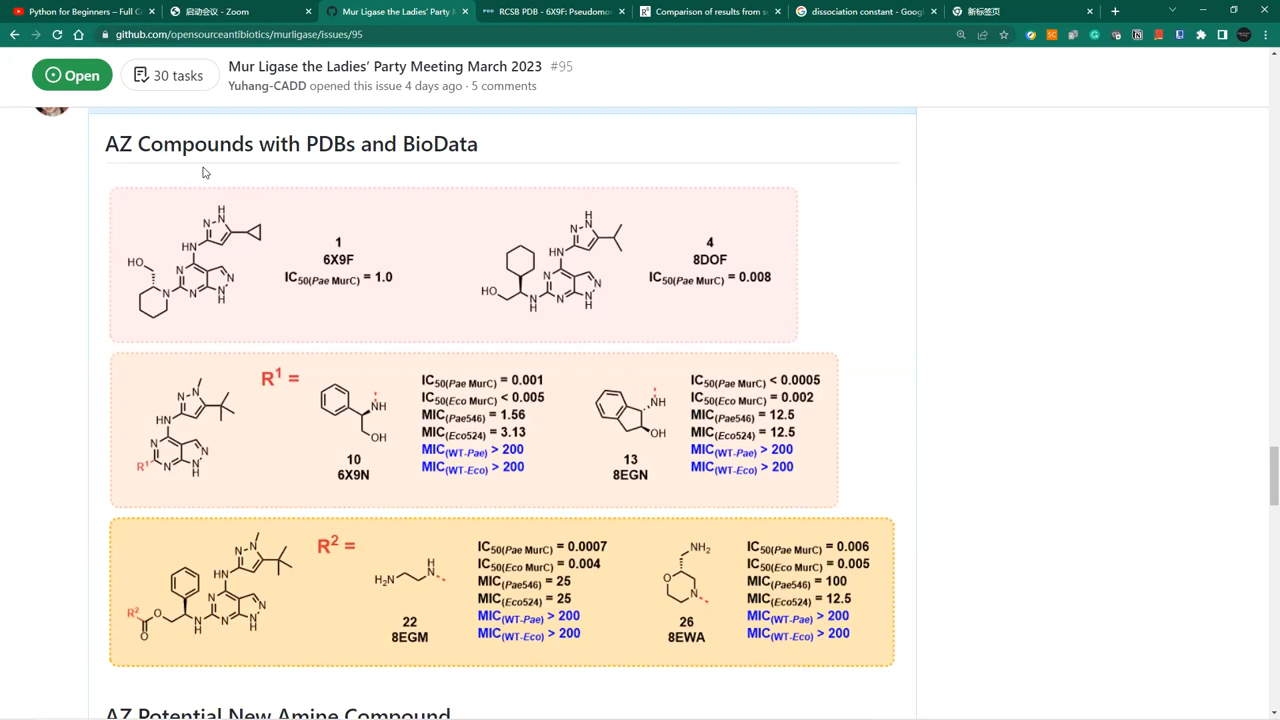 Python for Beginners - Full C
启动会议 - Zoom
Mur Ligase the Ladies' Party M
RCSB PDB - 6X9F: Pseudomo
Comparison of results from s
dissociation constant - Googl
新标签页
github.com/opensourceantibiotics/murligase/issues/95
Open
30 tasks
Mur Ligase the Ladies’ Party Meeting March 2023 #95
Yuhang-CADD opened this issue 4 days ago · 5 comments
AZ Compounds with PDBs and BioData
1
6X9F
IC50(Pae MurC) = 1.0
4
8DOF
IC50(Pae MurC) = 0.008
R1 =
IC50(Pae MurC) = 0.001
IC50(Eco MurC) < 0.005
MIC(Pae546) = 1.56
MIC(Eco524) = 3.13
MIC(WT-Pae) > 200
MIC(WT-Eco) > 200
10
6X9N
IC50(Pae MurC) < 0.0005
IC50(Eco MurC) = 0.002
MIC(Pae546) = 12.5
MIC(Eco524) = 12.5
MIC(WT-Pae) > 200
MIC(WT-Eco) > 200
13
8EGN
R2 =
IC50(Pae MurC) = 0.0007
IC50(Eco MurC) = 0.004
MIC(Pae546) = 25
MIC(Eco524) = 25
MIC(WT-Pae) > 200
MIC(WT-Eco) > 200
22
8EGM
IC50(Pae MurC) = 0.006
IC50(Eco MurC) = 0.005
MIC(Pae546) = 100
MIC(Eco524) = 12.5
MIC(WT-Pae) > 200
MIC(WT-Eco) > 200
26
8EWA
AZ Potential New Amine Compound